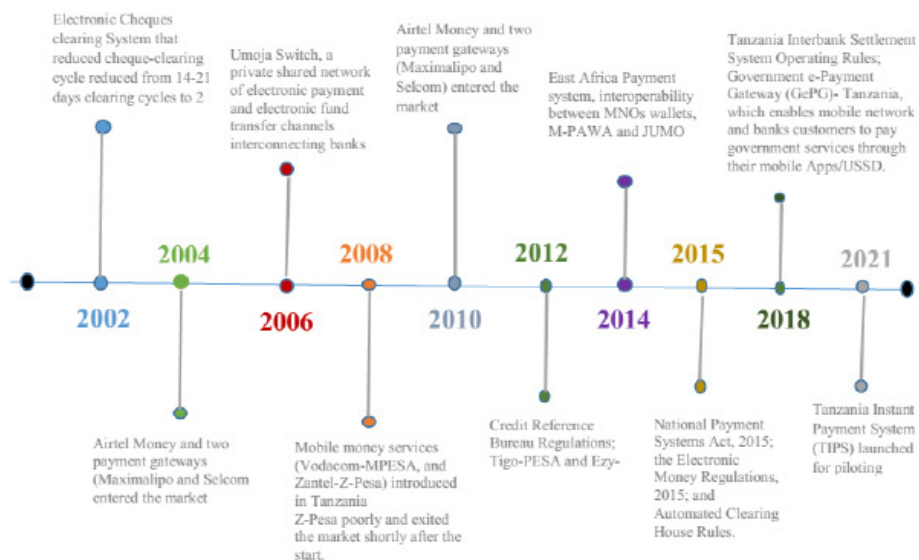 Electronic Cheques
clearing System that
reduced cheque-clearing
cycle reduced from 14-21
days clearing cycles to 2
Umoja Switch, a
private shared network
of electronic payment
and electronic fund
transfer channels
interconnecting banks
Airtel Money and two
payment gateways
(Maximalipo and
Selcom) entered the
market
East Africa Payment
system, interoperability
between MNOs wallets,
M-PAWA and JUMO
Tanzania Interbank Settlement
System Operating Rules;
Government e-Payment
Gateway (GePG)- Tanzania,
which enables mobile network
and banks customers to pay
government services through
their mobile Apps/USSD.
2004
2008
2012
2015
2021
2002
2006
2010
2014
2018
Airtel Money and two
payment gateways
(Maximalipo and Selcom
entered the market
Mobile money services
(Vodacom-MPESA, and
Zantel-Z-Pesa) introduced
in Tanzania
Z-Pesa poorly and exited
the market shortly after the
start.
Credit Reference
Bureau Regulations;
Tigo-PESA and Ezy-
National Payment
Systems Act, 2015;
the Electronic
Money Regulations,
2015; and
Automated Clearing
House Rules.
Tanzania Instant
Payment System
(TIPS) launched
for piloting